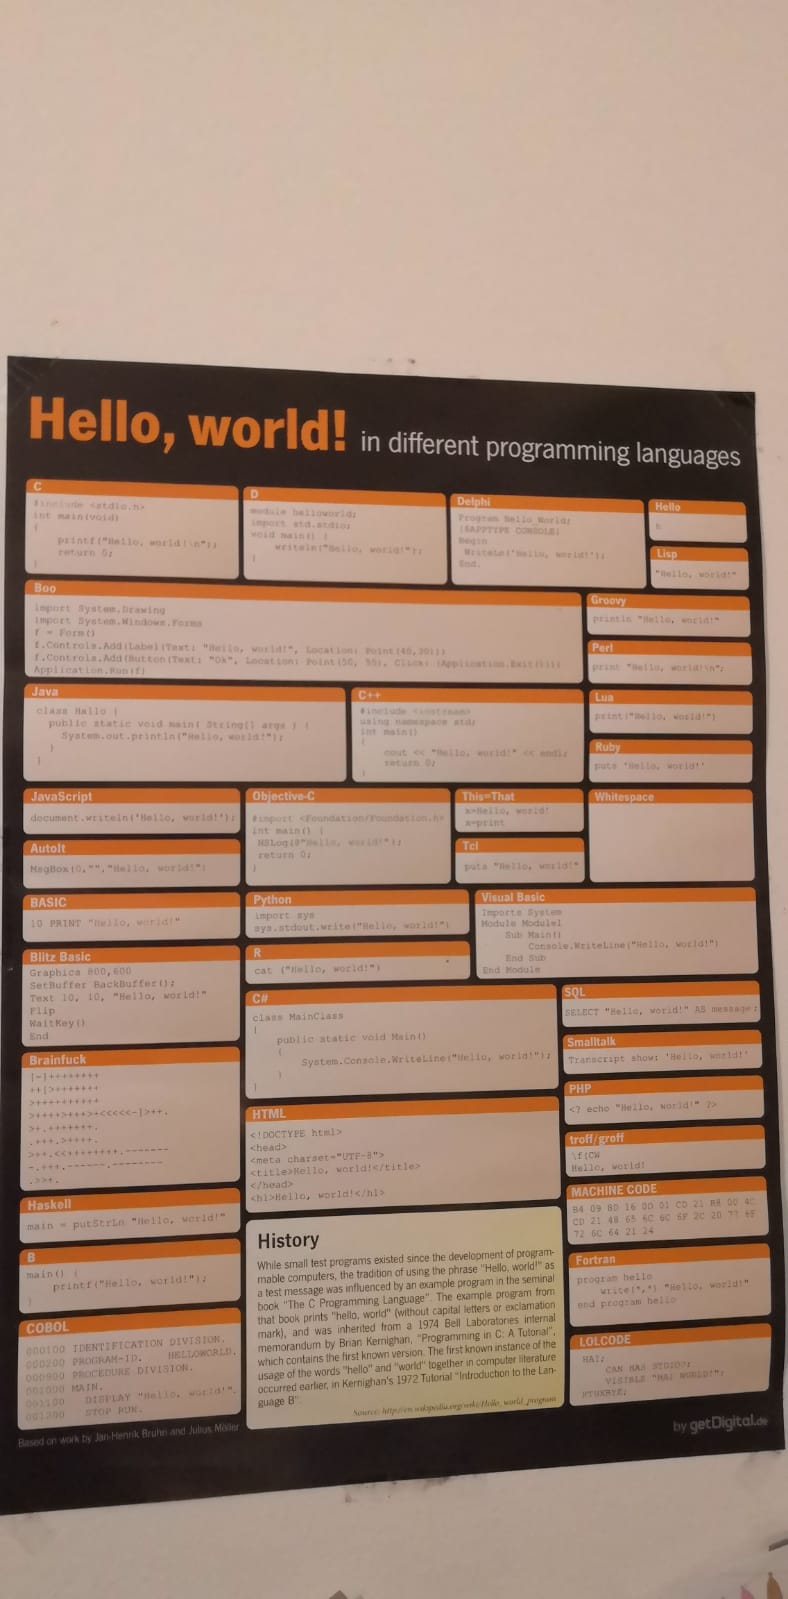 Hello, world! in different programming languages
C
#include <stdio.h>
int main(void)
{
printf("Hello, world!\n");
return 0;
}
D
module helloworld;
import std.stdio;
void main() {
writeln("Hello, world!");
}
Delphi
Program Hello_World;
{$APPTYPE CONSOLE}
Begin
WriteLn('Hello, world!');
End.
Hello
h
Lisp
"Hello, world!"
Boo
import System.Drawing
import System.Windows.Forms
f = Form()
f.Controls.Add(Label(Text: "Hello, world!", Location: Point(40,30)))
f.Controls.Add(Button(Text: "Ok", Location: Point(50, 55), Click: {Application.Exit()}))
Application.Run(f)
Groovy
println "Hello, world!"
Perl
print "Hello, world!\n";
Java
class Hallo {
public static void main( String[] args ) {
System.out.println("Hello, world!");
}
}
C++
#include <iostream>
using namespace std;
int main()
{
cout << "Hello, world!" << endl;
return 0;
}
Lua
print("Hello, world!")
Ruby
puts 'Hello, world!'
JavaScript
document.writeln('Hello, world!');
AutoIt
MsgBox(0,"","Hello, world!")
Objective-C
#import <Foundation/Foundation.h>
int main() {
NSLog(@"Hello, world!");
return 0;
}
This=That
x=Hello, world!
x=print
Tcl
puts "Hello, world!"
Whitespace
BASIC
10 PRINT "Hello, world!"
Python
import sys
sys.stdout.write("Hello, world!")
Visual Basic
Imports System
Module Module1
Sub Main()
Console.WriteLine("Hello, world!")
End Sub
End Module
Blitz Basic
Graphics 800,600
SetBuffer BackBuffer();
Text 10, 10, "Hello, world!"
Flip
WaitKey()
End
R
cat ("Hello, world!")
C#
class MainClass
{
public static void Main()
{
System.Console.WriteLine("Hello, world!");
}
}
SQL
SELECT "Hello, world!" AS message;
Smalltalk
Transcript show: 'Hello, world!'
PHP
<? echo "Hello, world!" ?>
troff/groff
\f(CW
Hello, world!
Brainfuck
[-]++++++++
++[>+++++++
>++++++++++
>++++>+++>+<<<<<-]>++.
>+.+++++++.
.+++.>++++.
>++.<<++++++++.-------
-.+++.------.--------
.>>+.
HTML
<!DOCTYPE html>
<head>
<meta charset="UTF-8">
<title>Hello, world!</title>
</head>
<h1>Hello, world!</h1>
MACHINE CODE
B4 09 8D 16 0D 01 CD 21 B8 00 4C
CD 21 48 65 6C 6C 6F 2C 20 77 6F
72 6C 64 21 24
Haskell
main = putStrLn "Hello, world!"
B
main() {
printf("Hello, world!");
}
COBOL
000100 IDENTIFICATION DIVISION.
000200 PROGRAM-ID. HELLOWORLD.
000900 PROCEDURE DIVISION.
001000 MAIN.
001100 DISPLAY "Hello, world!".
001200 STOP RUN.
History
While small test programs existed since the development of program-
mable computers, the tradition of using the phrase "Hello, world!" as
a test message was influenced by an example program in the seminal
book "The C Programming Language". The example program from
that book prints "hello, world" (without capital letters or exclamation
mark), and was inherited from a 1974 Bell Laboratories internal
memorandum by Brian Kernighan, "Programming in C: A Tutorial",
which contains the first known version. The first known instance of the
usage of the words "hello" and "world" together in computer literature
occurred earlier, in Kernighan's 1972 Tutorial "Introduction to the Lan-
guage B".
Source: http://en.wikipedia.org/wiki/Hello_world_program
Fortran
program hello
write(*,*) "Hello, world!"
end program hello
LOLCODE
HAI;
CAN HAS STDIO?;
VISIBLE "HAI WORLD!";
KTHXBYE;
Based on work by Jan-Henrik Bruhn and Julius Möller
by getDigital.de